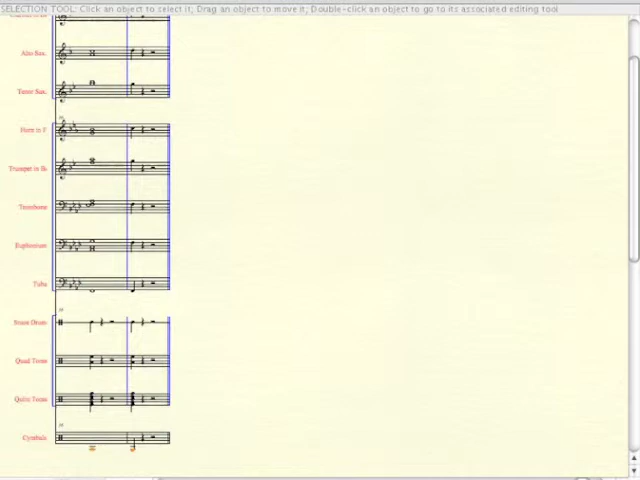 SELECTION TOOL: Click an object to select it; Drag an object to move it; Double-click an object to go to its associated editing tool
Alto Sax.
Tenor Sax.
Horn in F
Trumpet in Bb
Trombone
Euphonium
Tuba
Snare Drum
Quad Toms
Quint Toms
Cymbals